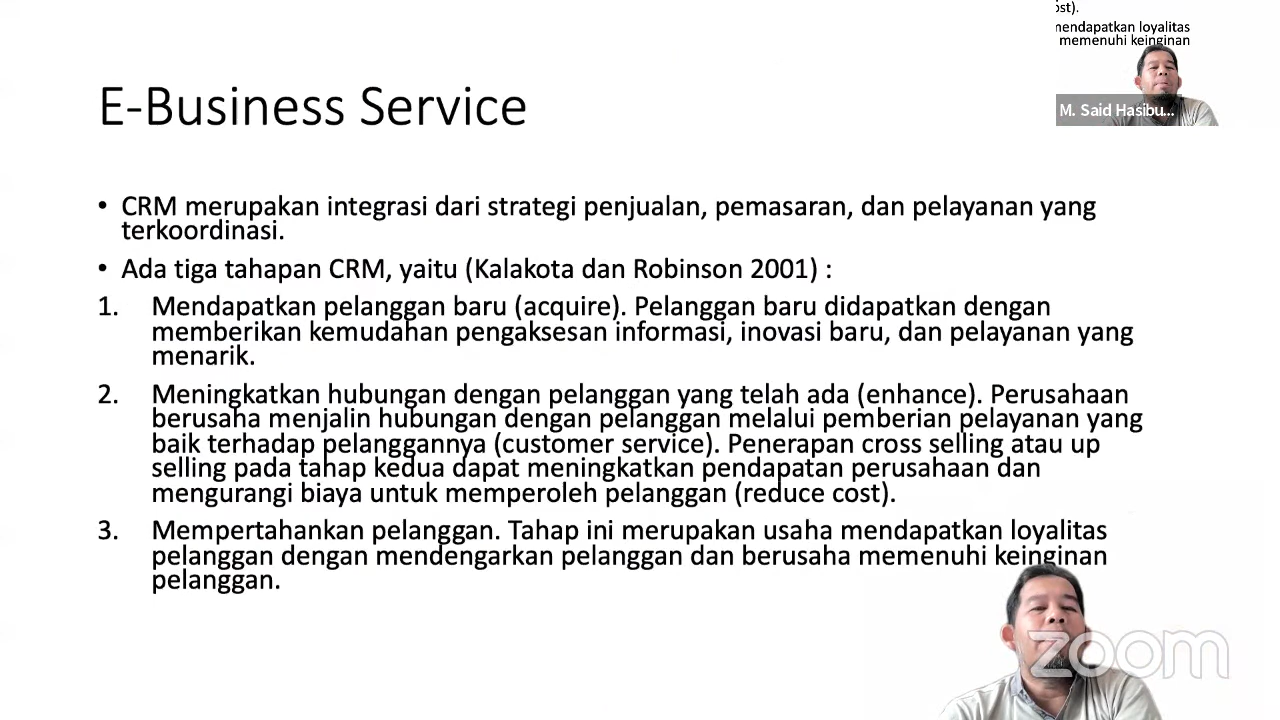 ost).
mendapatkan loyalitas
memenuhi keinginan
M. Said Hasibu...
E-Business Service
• CRM merupakan integrasi dari strategi penjualan, pemasaran, dan pelayanan yang
terkoordinasi.
• Ada tiga tahapan CRM, yaitu (Kalakota dan Robinson 2001) :
1. Mendapatkan pelanggan baru (acquire). Pelanggan baru didapatkan dengan
memberikan kemudahan pengaksesan informasi, inovasi baru, dan pelayanan yang
menarik.
2. Meningkatkan hubungan dengan pelanggan yang telah ada (enhance). Perusahaan
berusaha menjalin hubungan dengan pelanggan melalui pemberian pelayanan yang
baik terhadap pelanggannya (customer service). Penerapan cross selling atau up
selling pada tahap kedua dapat meningkatkan pendapatan perusahaan dan
mengurangi biaya untuk memperoleh pelanggan (reduce cost).
3. Mempertahankan pelanggan. Tahap ini merupakan usaha mendapatkan loyalitas
pelanggan dengan mendengarkan pelanggan dan berusaha memenuhi keinginan
pelanggan.
zoom